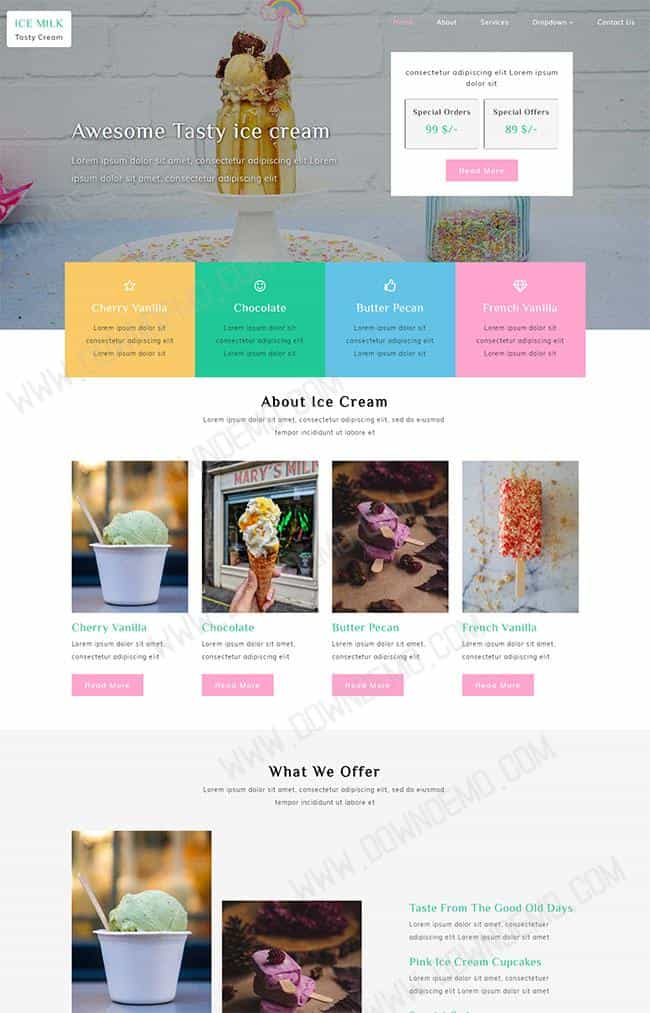 ICE MILK
Tasty Cream
Home About Services Dropdown Contact Us
consectetur adipiscing elit Lorem ipsum
dolor sit
Special Orders
99 $/-
Special Offers
89 $/-
Read More
Awesome Tasty ice cream
Lorem ipsum dolor sit amet, consectetur adipiscing elit Lorem
ipsum dolor sit amet, consectetur adipiscing elit
Cherry Vanilla
Lorem ipsum dolor sit
consectetur adipiscing elit
Lorem ipsum dolor sit
Chocolate
Lorem ipsum dolor sit
consectetur adipiscing elit
Lorem ipsum dolor sit
Butter Pecan
Lorem ipsum dolor sit
consectetur adipiscing elit
Lorem ipsum dolor sit
French Vanilla
Lorem ipsum dolor sit
consectetur adipiscing elit
Lorem ipsum dolor sit
WWW.DOWNDEMO.COM
About Ice Cream
Lorem ipsum dolor sit amet, consectetur adipiscing elit, sed do eiusmod
tempor incididunt ut labore et
MARY'S MILK
Cherry Vanilla
Lorem ipsum dolor sit amet,
consectetur adipiscing elit
Read More
Chocolate
Lorem ipsum dolor sit amet,
consectetur adipiscing elit
Read More
Butter Pecan
Lorem ipsum dolor sit amet,
consectetur adipiscing elit
Read More
French Vanilla
Lorem ipsum dolor sit amet,
consectetur adipiscing elit
Read More
WWW.DOWNDEMO.COM
What We Offer
Lorem ipsum dolor sit amet, consectetur adipiscing elit, sed do eiusmod
tempor incididunt ut labore et
WWW.DOWNDEMO.COM
Taste From The Good Old Days
Lorem ipsum dolor sit amet, consectetuer
adipiscing elit Lorem ipsum dolor sit amet
Pink Ice Cream Cupcakes
Lorem ipsum dolor sit amet, consectetuer
adipiscing elit Lorem ipsum dolor sit amet
WWW.DOWNDEMO.COM